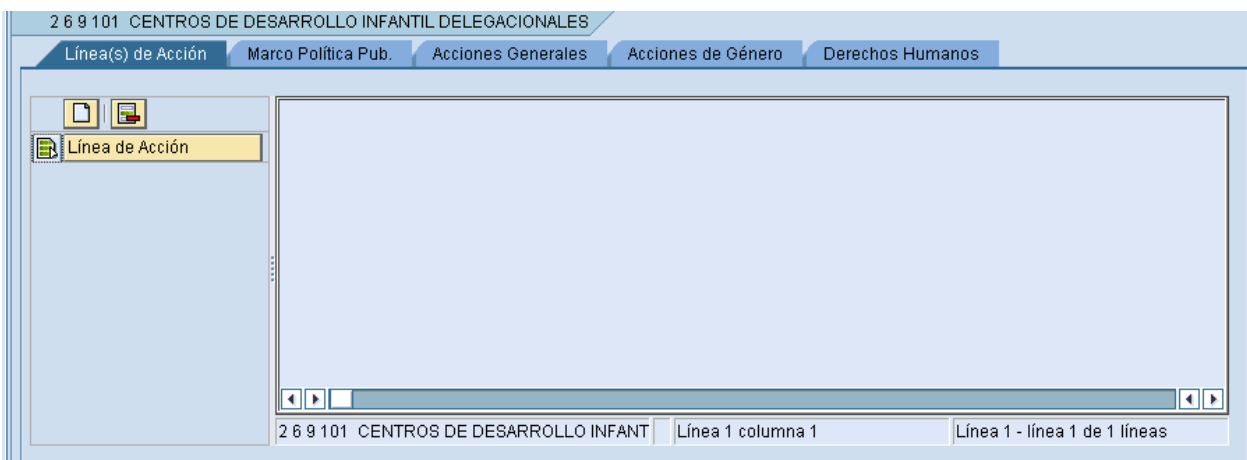 2 6 9 101 CENTROS DE DESARROLLO INFANTIL DELEGACIONALES
Línea(s) de Acción Marco Política Pub. Acciones Generales Acciones de Género Derechos Humanos
Línea de Acción
2 6 9 101 CENTROS DE DESARROLLO INFANT Línea 1 columna 1 Línea 1 - línea 1 de 1 líneas